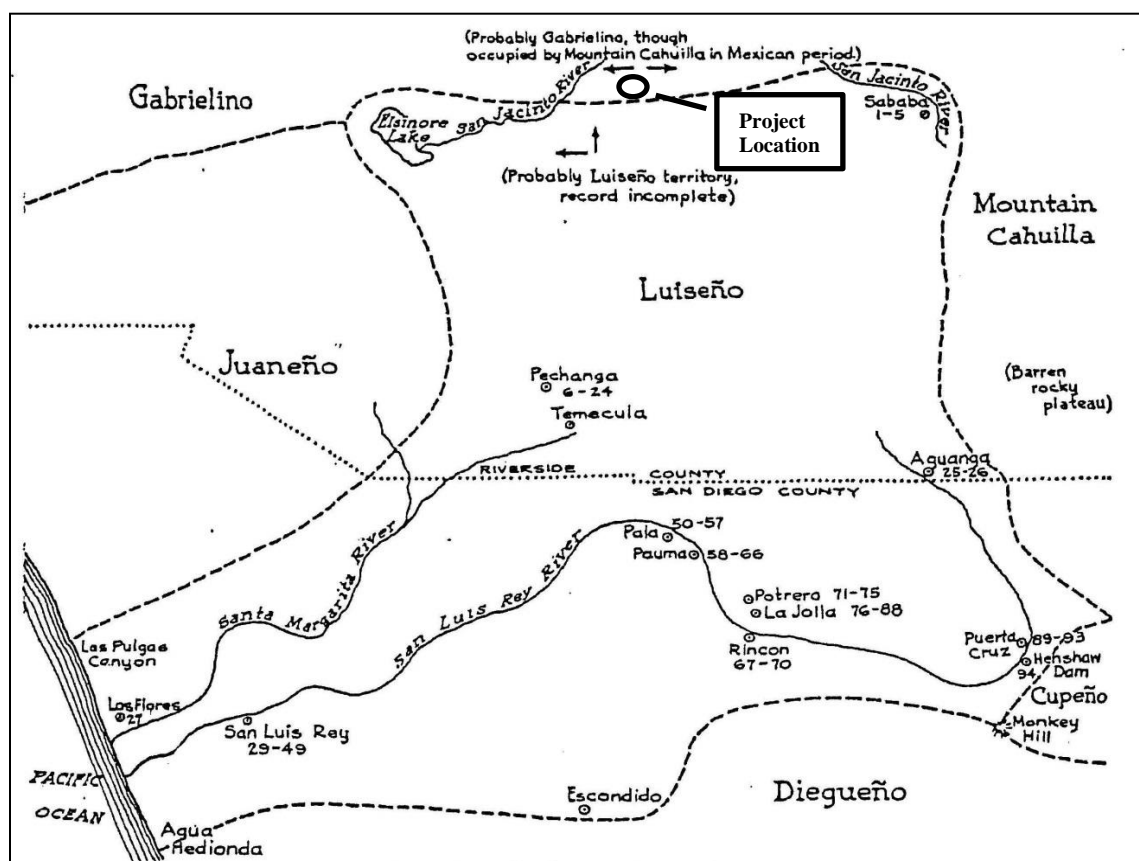 (Probably Gabrielina, though
occupied by Mountain Cahuilla in Mexican period.)
Gabrielino
San Jacinto River
San Jacinto River
Sababa
1-5
Elsinore
Lake
Project
Location
(Probably Luiseño territory,
record incomplete)
Mountain
Cahuilla
Luiseño
Juaneño
(Barren
rocky
plateau)
Pechanga
6-24
Temecula
Aguanga
25-26
RIVERSIDE COUNTY
SAN DIEGO COUNTY
50-57
Pala
Pauma 58-66
Santa Margarita River
San Luis Rey River
Potrero 71-75
La Jolla 76-88
Rincon
67-70
Puerta
Cruz
89-93
Henshaw
Dam
94
Cupeño
Las Pulgas
Canyon
Los Flores
27
San Luis Rey
29-49
Monkey
Hill
PACIFIC
OCEAN
Escondido
Diegueño
Agua
Hedionda